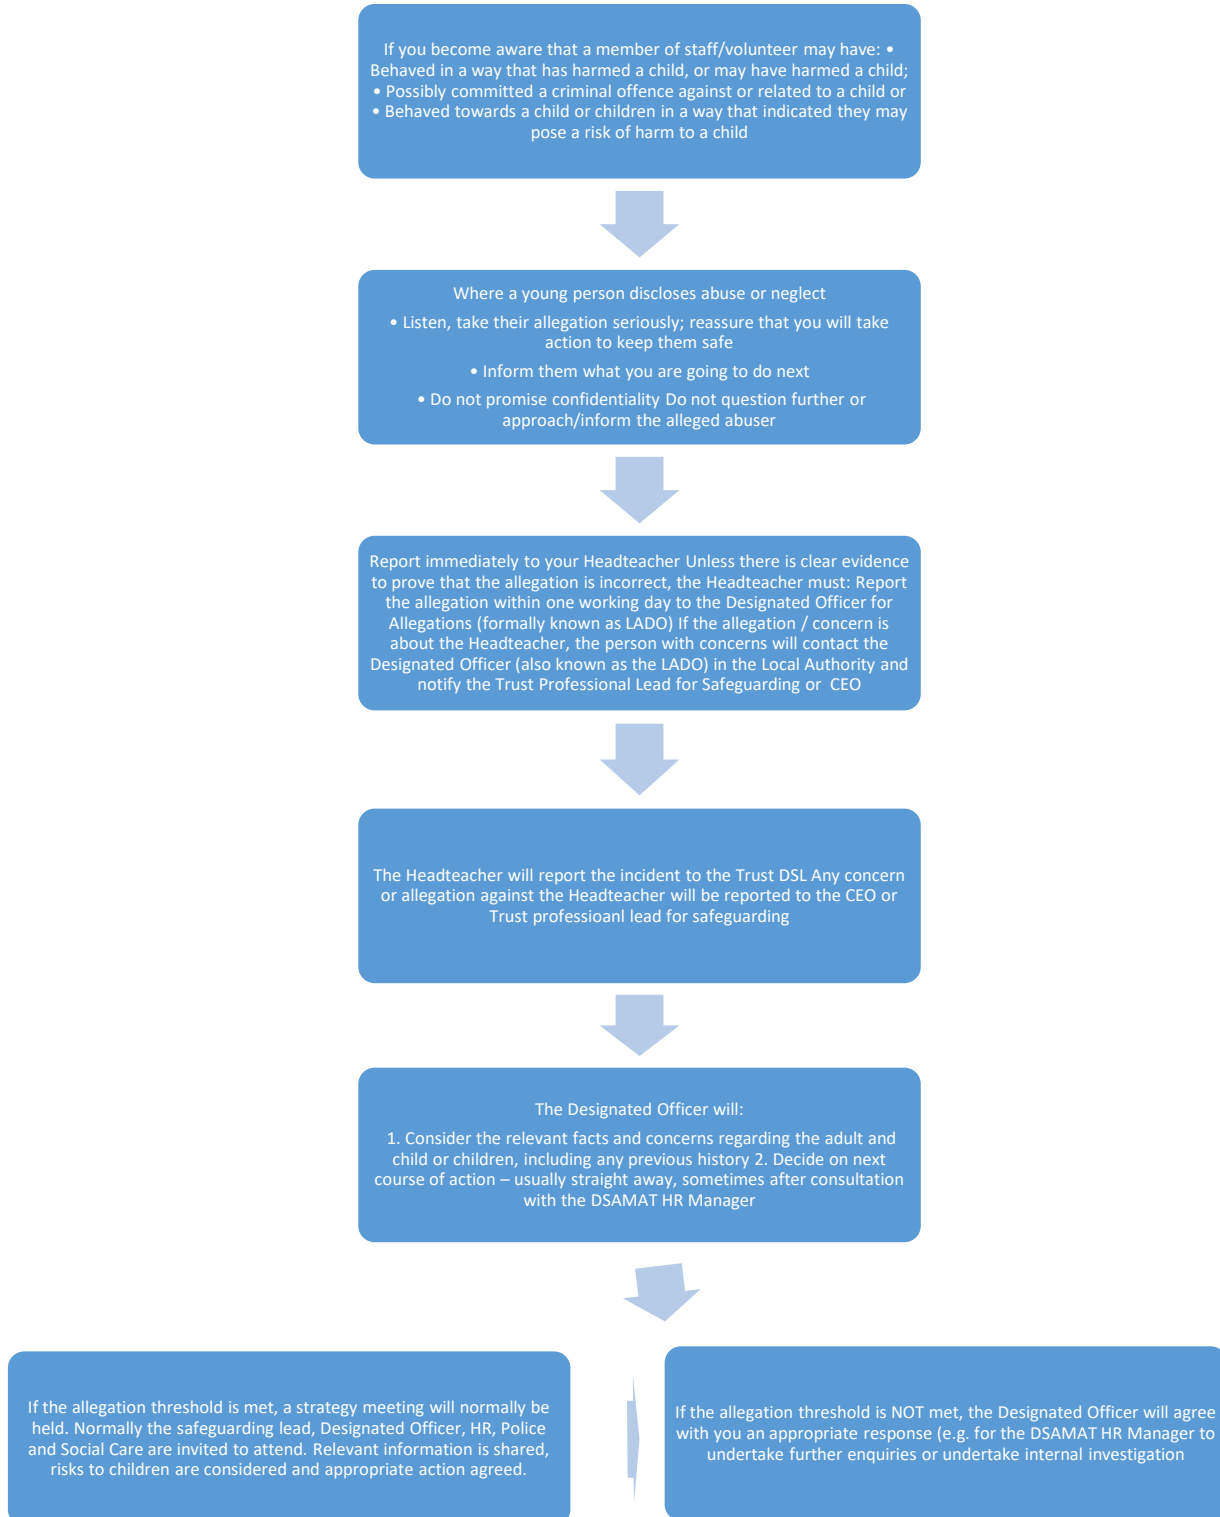 If you become aware that a member of staff/volunteer may have: •
Behaved in a way that has harmed a child, or may have harmed a child;
• Possibly committed a criminal offence against or related to a child or
• Behaved towards a child or children in a way that indicated they may
pose a risk of harm to a child
Where a young person discloses abuse or neglect
• Listen, take their allegation seriously; reassure that you will take
action to keep them safe
• Inform them what you are going to do next
• Do not promise confidentiality Do not question further or
approach/inform the alleged abuser
Report immediately to your Headteacher Unless there is clear evidence
to prove that the allegation is incorrect, the Headteacher must: Report
the allegation within one working day to the Designated Officer for
Allegations (formally known as LADO) If the allegation / concern is
about the Headteacher, the person with concerns will contact the
Designated Officer (also known as the LADO) in the Local Authority and
notify the Trust Professional Lead for Safeguarding or  CEO
The Headteacher will report the incident to the Trust DSL Any concern
or allegation against the Headteacher will be reported to the CEO or
Trust professioanl lead for safeguarding
The Designated Officer will:
1. Consider the relevant facts and concerns regarding the adult and
child or children, including any previous history 2. Decide on next
course of action – usually straight away, sometimes after consultation
with the DSAMAT HR Manager
If the allegation threshold is met, a strategy meeting will normally be
held. Normally the safeguarding lead, Designated Officer, HR, Police
and Social Care are invited to attend. Relevant information is shared,
risks to children are considered and appropriate action agreed.
If the allegation threshold is NOT met, the Designated Officer will agree
with you an appropriate response (e.g. for the DSAMAT HR Manager to
undertake further enquiries or undertake internal investigation